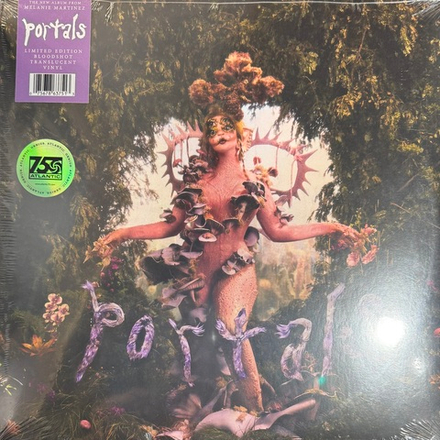 THE NEW ALBUM FROM
MELANIE MARTINEZ
portals
LIMITED EDITION
BLOODSHOT
TRANSLUCENT
VINYL
75
ATLANTIC
portals